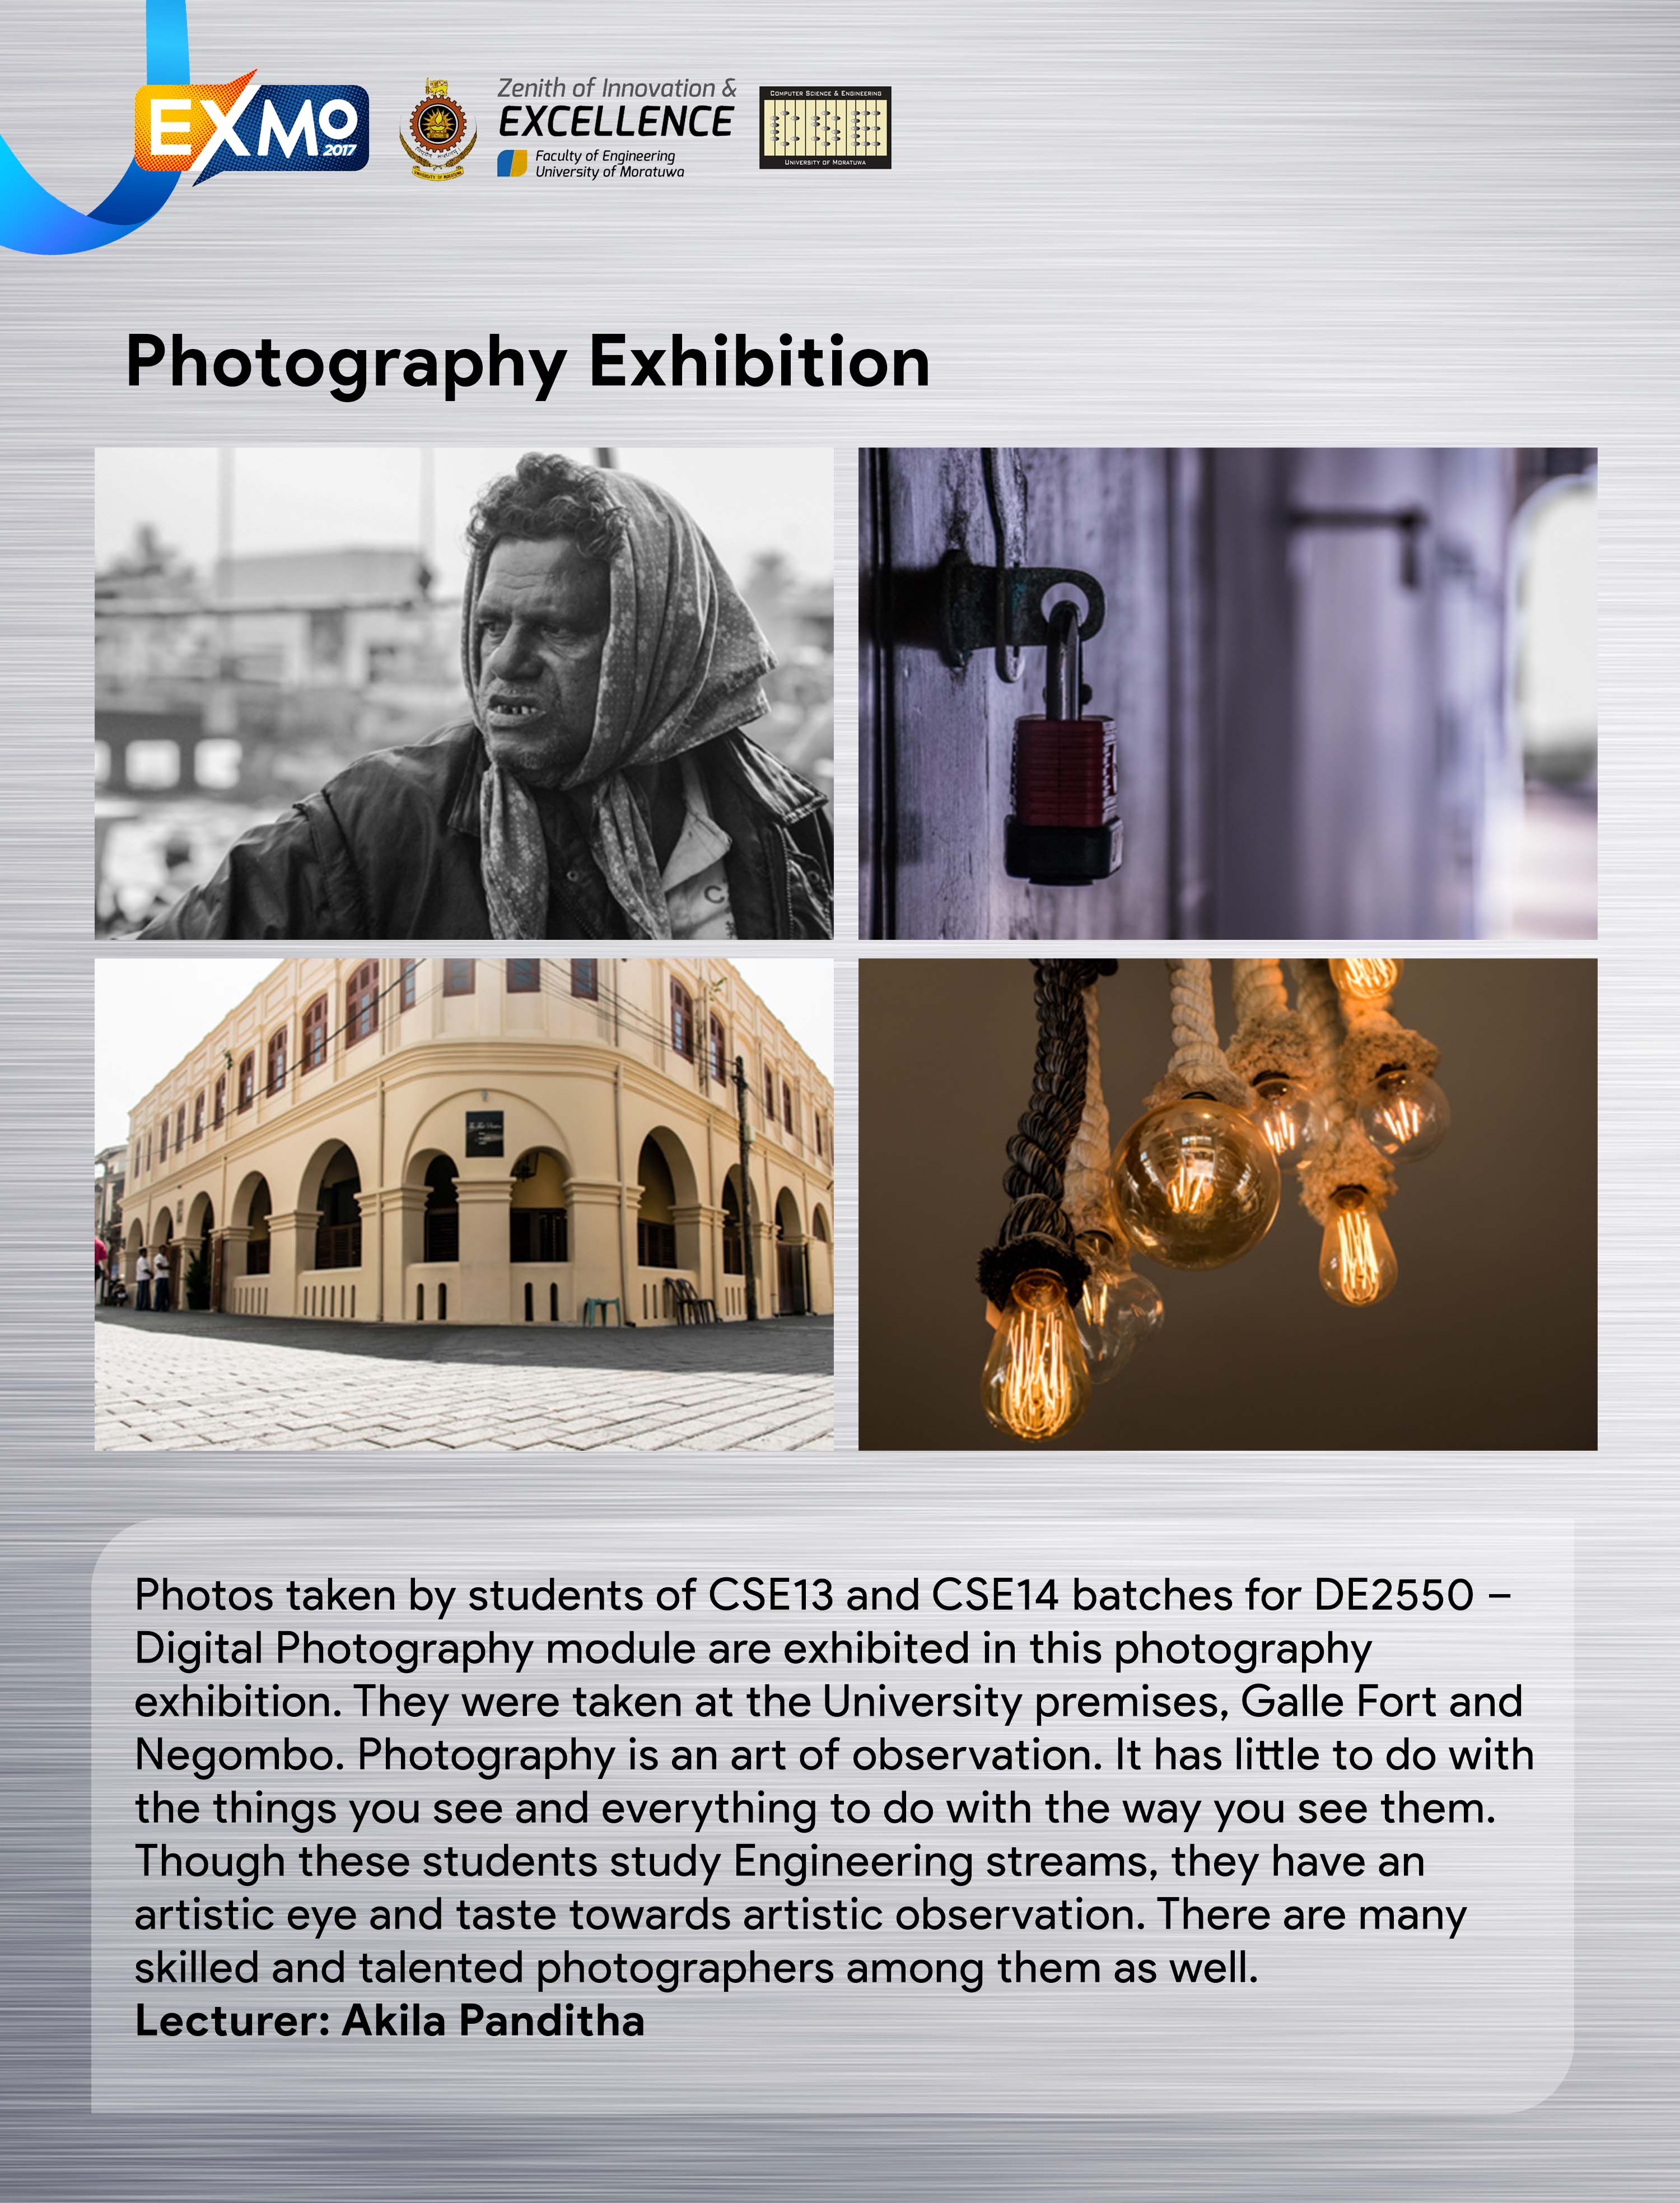 EXMO
2017
UNIVERSITY OF MORATUWA
Zenith of Innovation &
EXCELLENCE
Faculty of Engineering
University of Moratuwa
COMPUTER SCIENCE & ENGINEERING
CSE
UNIVERSITY OF MORATUWA
Photography Exhibition
Photos taken by students of CSE13 and CSE14 batches for DE2550 –
Digital Photography module are exhibited in this photography
exhibition. They were taken at the University premises, Galle Fort and
Negombo. Photography is an art of observation. It has little to do with
the things you see and everything to do with the way you see them.
Though these students study Engineering streams, they have an
artistic eye and taste towards artistic observation. There are many
skilled and talented photographers among them as well.
Lecturer: Akila Panditha